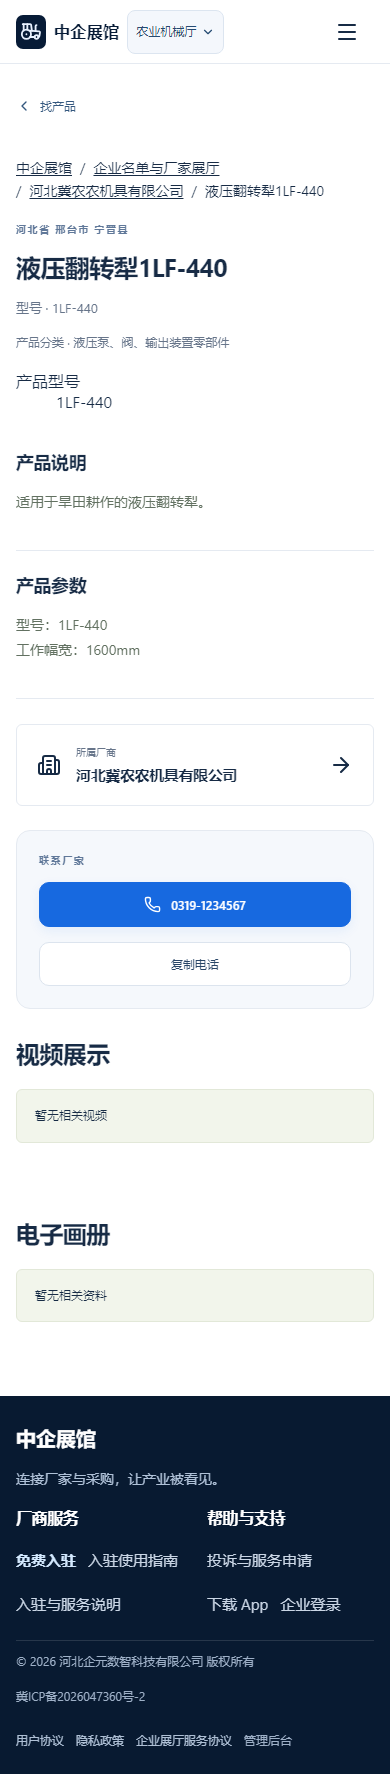 中企展馆
农业机械厅
找产品
中企展馆 / 企业名单与厂家展厅
/ 河北冀农农机具有限公司 / 液压翻转犁1LF-440
河北省 邢台市 宁晋县
液压翻转犁1LF-440
型号 · 1LF-440
产品分类 · 液压泵、阀、输出装置零部件
产品型号
1LF-440
产品说明
适用于旱田耕作的液压翻转犁。
产品参数
型号：1LF-440
工作幅宽：1600mm
所属厂商
河北冀农农机具有限公司
联系厂家
0319-1234567
复制电话
视频展示
暂无相关视频
电子画册
暂无相关资料
中企展馆
连接厂家与采购，让产业被看见。
厂商服务
免费入驻 入驻使用指南
入驻与服务说明
帮助与支持
投诉与服务申请
下载 App 企业登录
© 2026 河北企元数智科技有限公司 版权所有
冀ICP备2026047360号-2
用户协议 隐私政策 企业展厅服务协议 管理后台